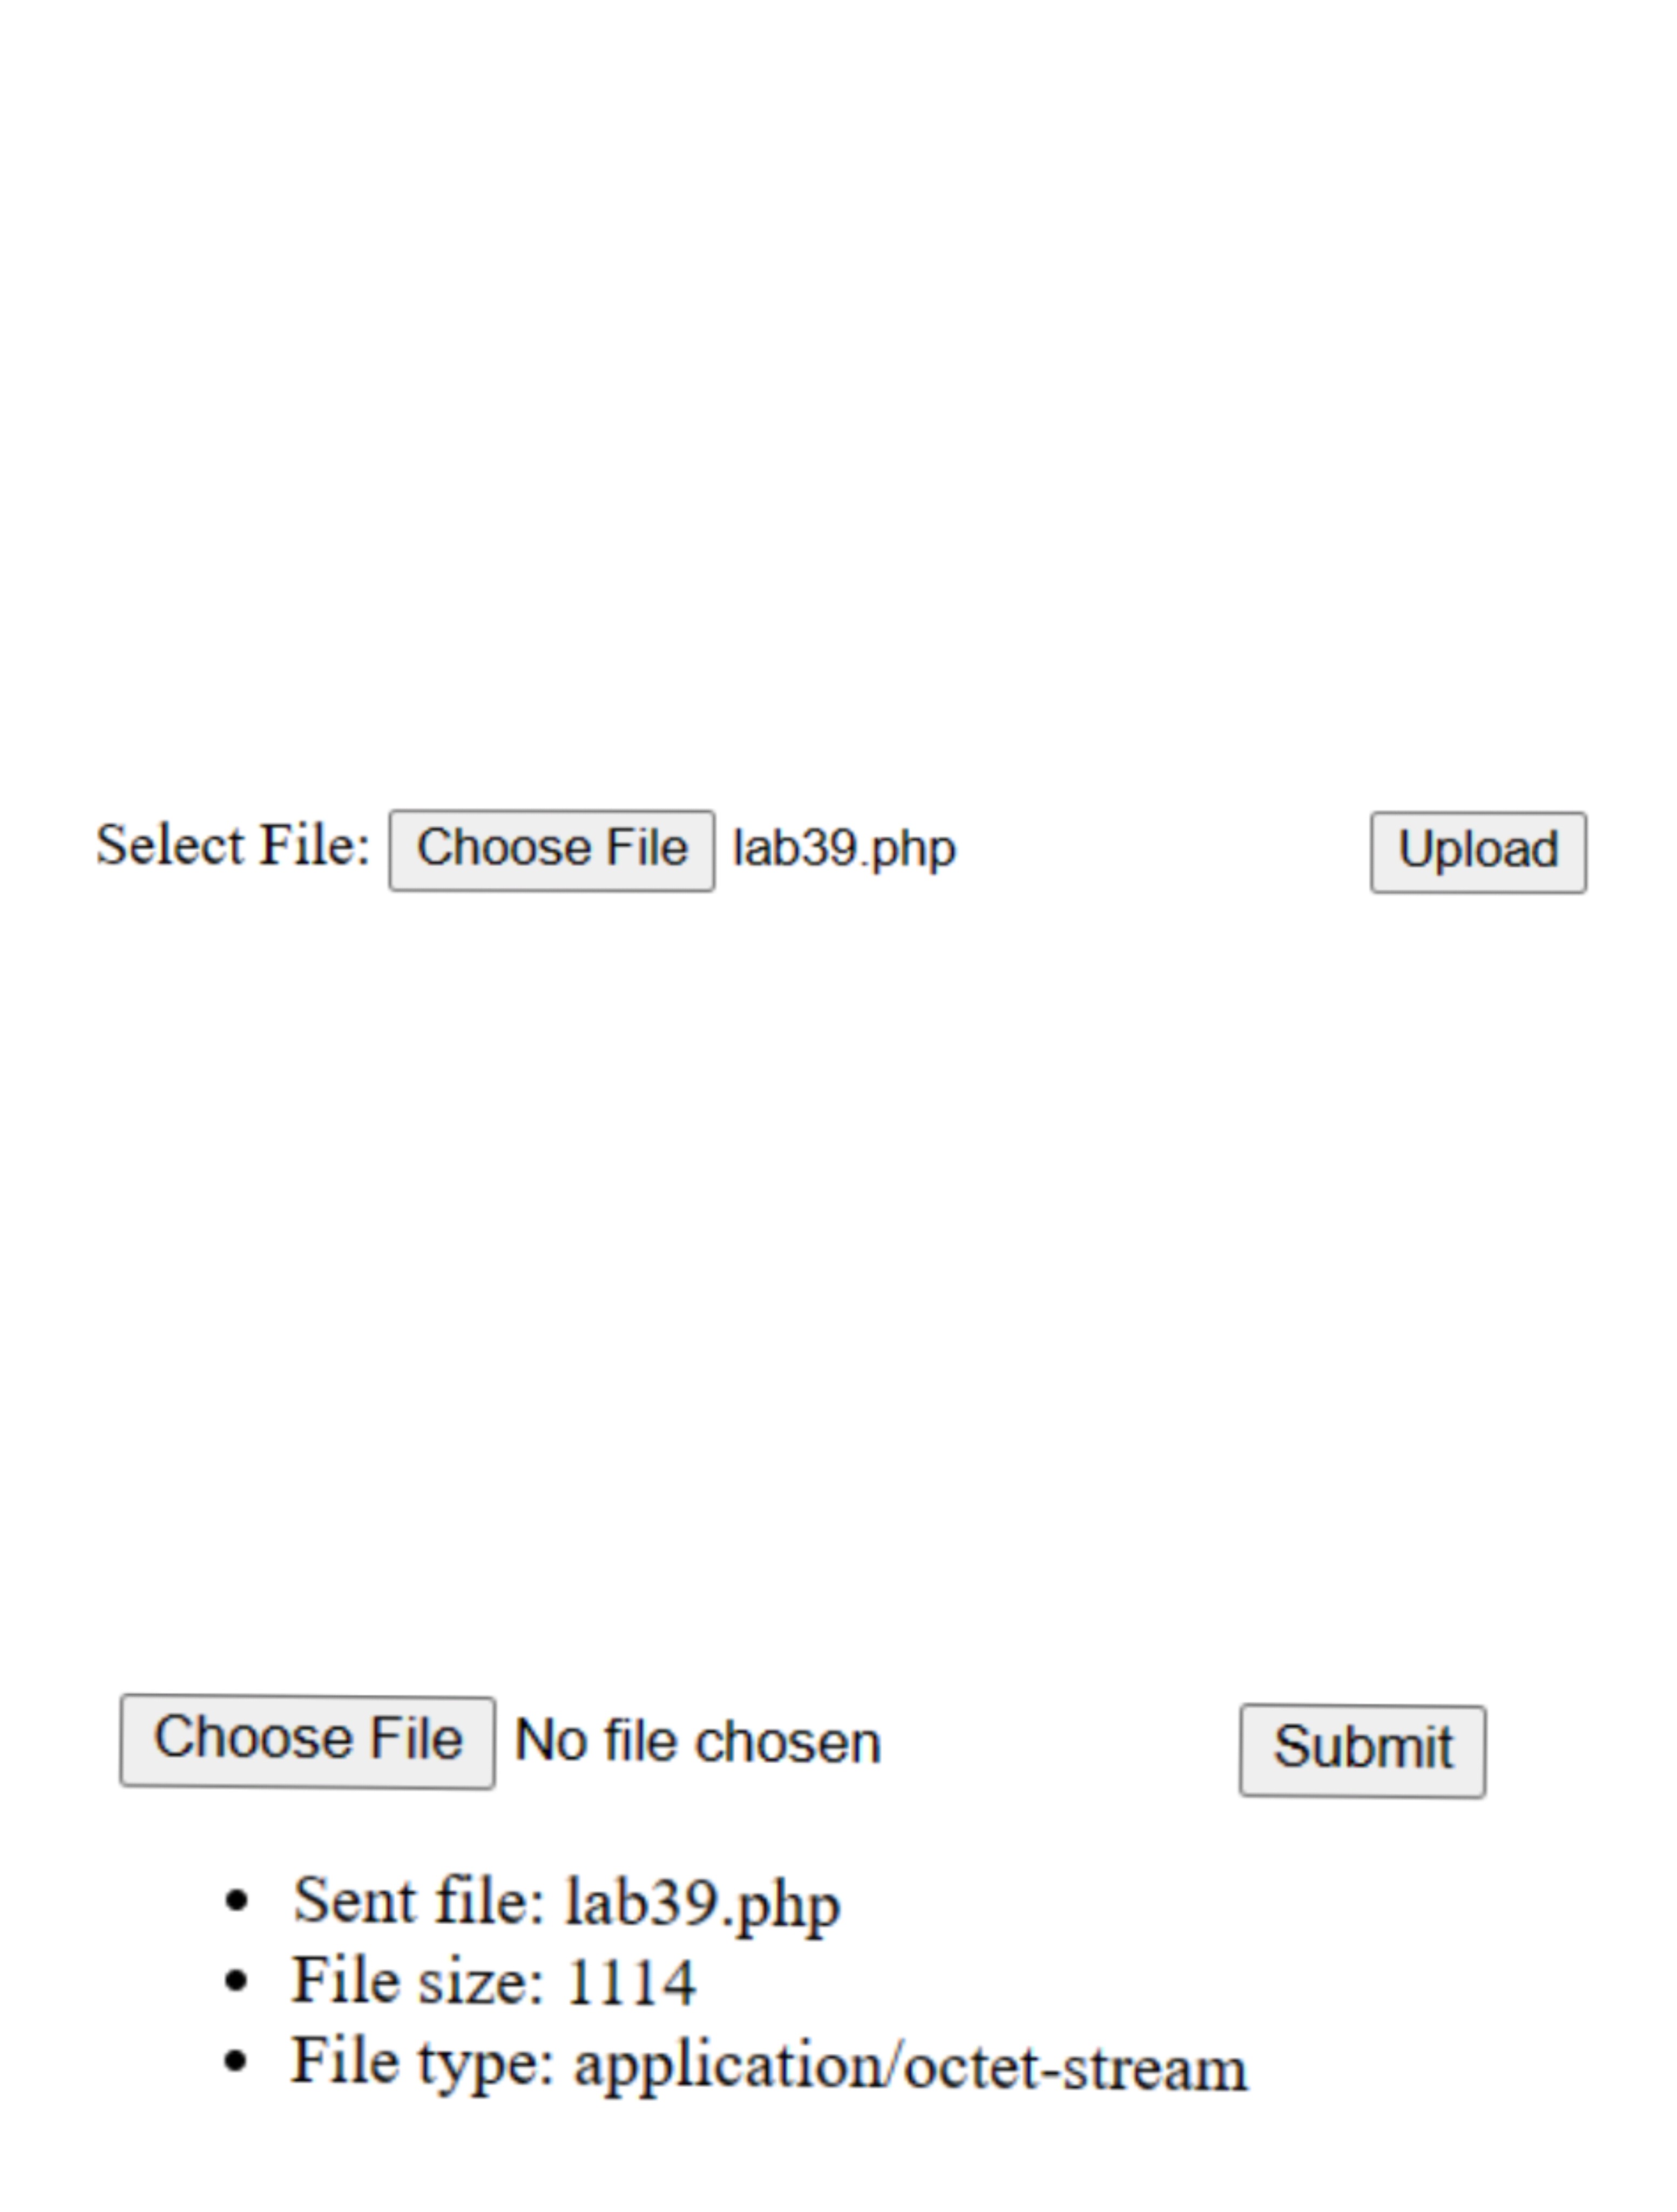 Select File: Choose File lab39.php Upload
Choose File No file chosen Submit
Sent file: lab39.php
File size: 1114
File type: application/octet-stream